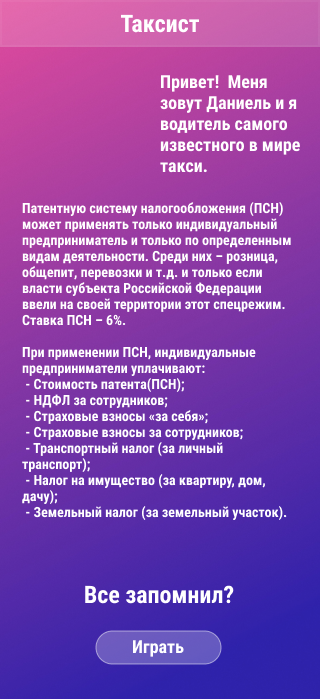 Таксист
Привет!  Меня
зовут Даниель и я
водитель самого
известного в мире
такси.
Патентную систему налогообложения (ПСН)
может применять только индивидуальный
предприниматель и только по определенным
видам деятельности. Среди них – розница,
общепит, перевозки и т.д. и только если
власти субъекта Российской Федерации
ввели на своей территории этот спецрежим.
Ставка ПСН – 6%.
При применении ПСН, индивидуальные
предприниматели уплачивают:
- Стоимость патента(ПСН);
- НДФЛ за сотрудников;
- Страховые взносы «за себя»;
- Страховые взносы за сотрудников;
- Транспортный налог (за личный
транспорт);
- Налог на имущество (за квартиру, дом,
дачу);
- Земельный налог (за земельный участок).
Все запомнил?
Играть